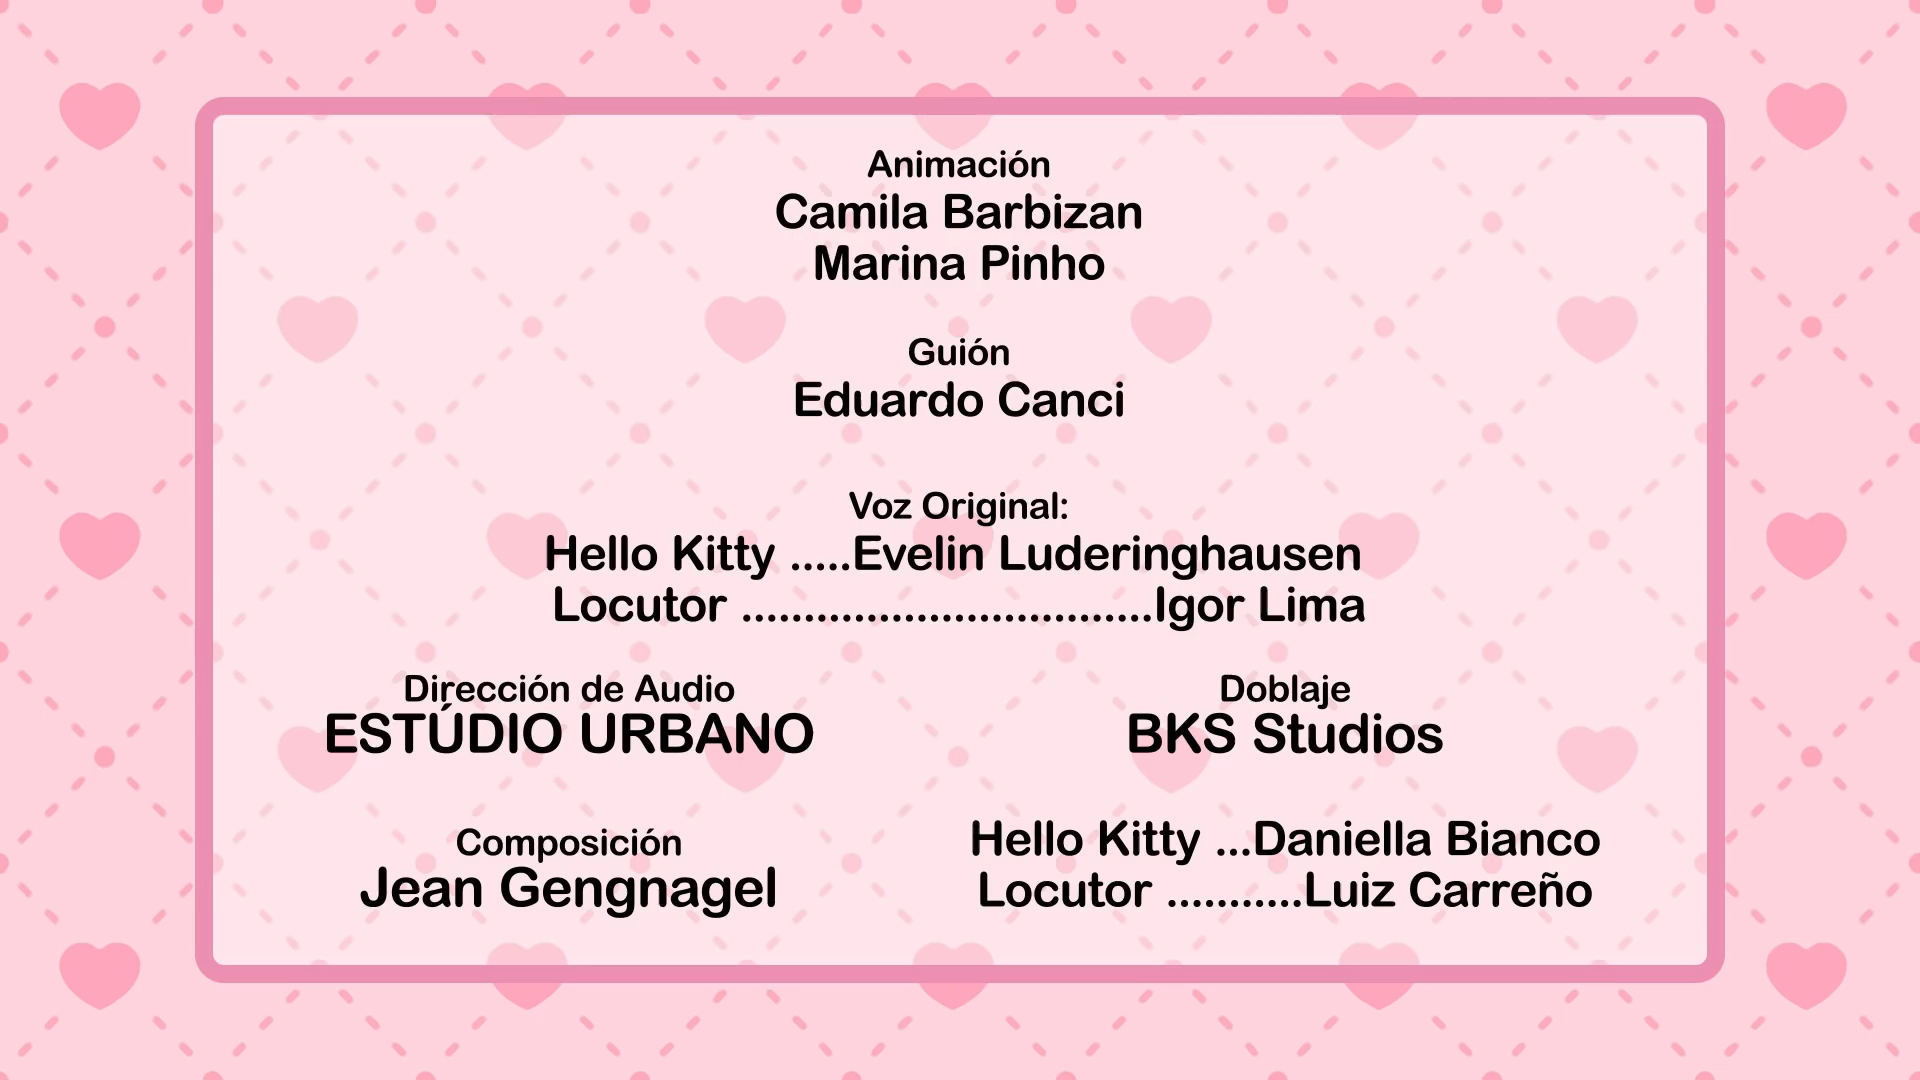 Animación
Camila Barbizan
Marina Pinho
Guión
Eduardo Canci
Voz Original:
Hello Kitty .....Evelin Luderinghausen
Locutor .................................Igor Lima
Dirección de Audio
ESTÚDIO URBANO
Composición
Jean Gengnagel
Doblaje
BKS Studios
Hello Kitty ...Daniella Bianco
Locutor ...........Luiz Carreño